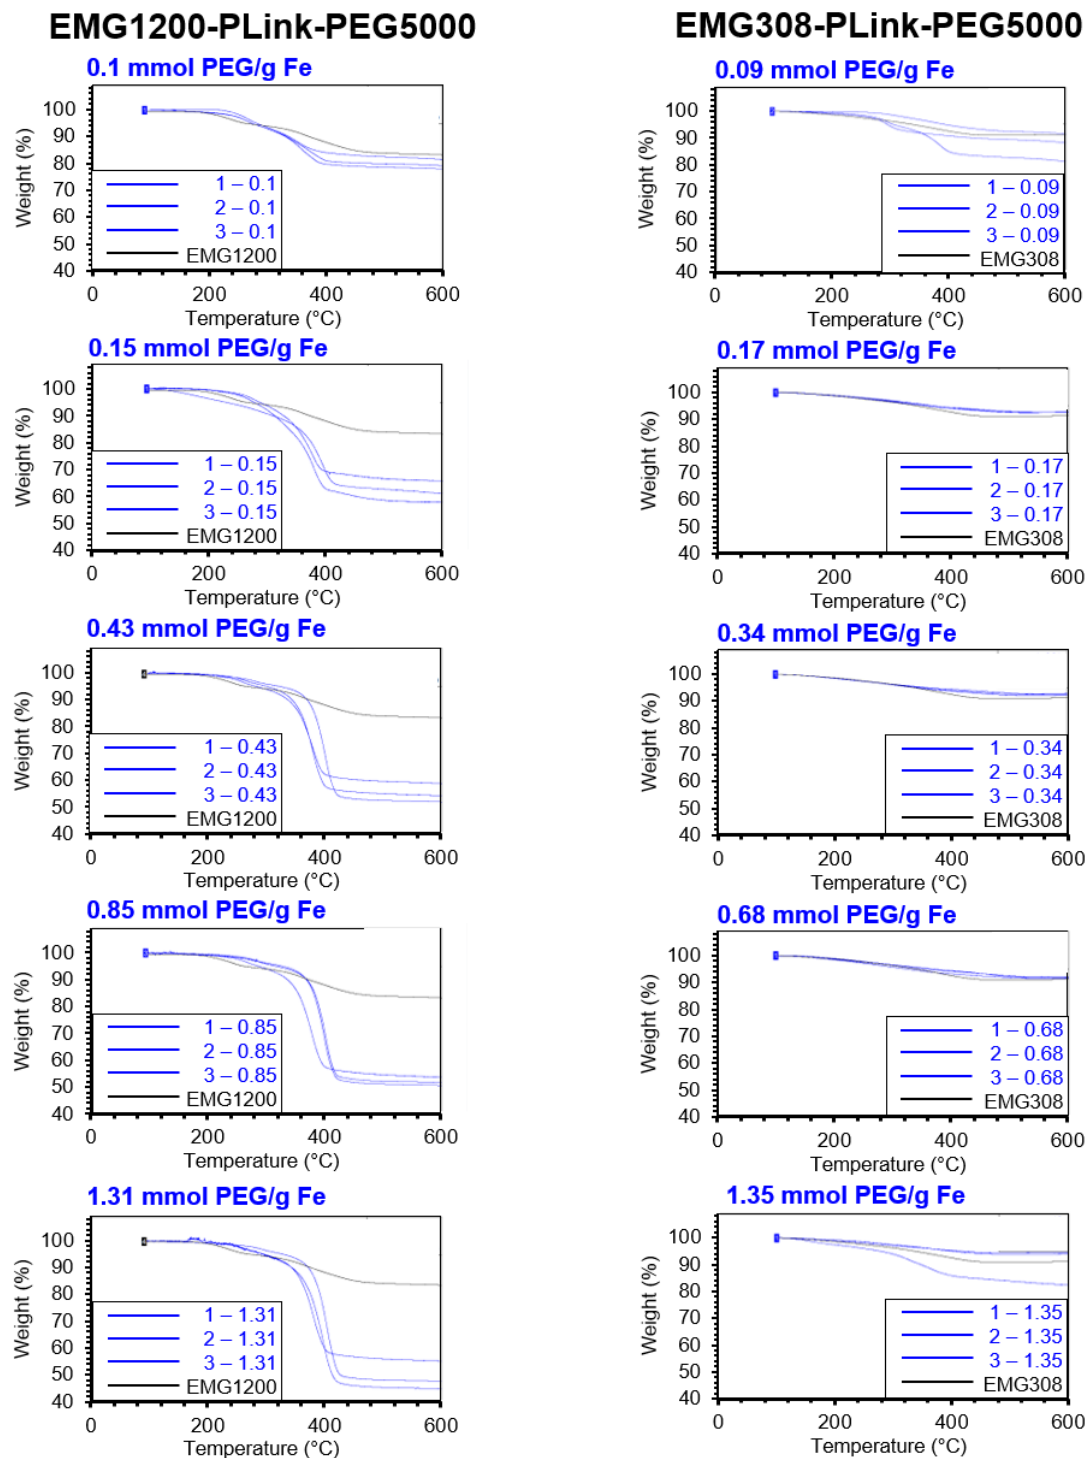 EMG1200-PLink-PEG5000
0.1 mmol PEG/g Fe
Weight (%)
100
90
80
70
60
50
40
1 – 0.1
2 – 0.1
3 – 0.1
EMG1200
0 200 400 600
Temperature (°C)
0.15 mmol PEG/g Fe
Weight (%)
100
90
80
70
60
50
40
1 – 0.15
2 – 0.15
3 – 0.15
EMG1200
0 200 400 600
Temperature (°C)
0.43 mmol PEG/g Fe
Weight (%)
100
90
80
70
60
50
40
1 – 0.43
2 – 0.43
3 – 0.43
EMG1200
0 200 400 600
Temperature (°C)
0.85 mmol PEG/g Fe
Weight (%)
100
90
80
70
60
50
40
1 – 0.85
2 – 0.85
3 – 0.85
EMG1200
0 200 400 600
Temperature (°C)
1.31 mmol PEG/g Fe
Weight (%)
100
90
80
70
60
50
40
1 – 1.31
2 – 1.31
3 – 1.31
EMG1200
0 200 400 600
Temperature (°C)
EMG308-PLink-PEG5000
0.09 mmol PEG/g Fe
Weight (%)
100
90
80
70
60
50
40
1 – 0.09
2 – 0.09
3 – 0.09
EMG308
0 200 400 600
Temperature (°C)
0.17 mmol PEG/g Fe
Weight (%)
100
90
80
70
60
50
40
1 – 0.17
2 – 0.17
3 – 0.17
EMG308
0 200 400 600
Temperature (°C)
0.34 mmol PEG/g Fe
Weight (%)
100
90
80
70
60
50
40
1 – 0.34
2 – 0.34
3 – 0.34
EMG308
0 200 400 600
Temperature (°C)
0.68 mmol PEG/g Fe
Weight (%)
100
90
80
70
60
50
40
1 – 0.68
2 – 0.68
3 – 0.68
EMG308
0 200 400 600
Temperature (°C)
1.35 mmol PEG/g Fe
Weight (%)
100
90
80
70
60
50
40
1 – 1.35
2 – 1.35
3 – 1.35
EMG308
0 200 400 600
Temperature (°C)